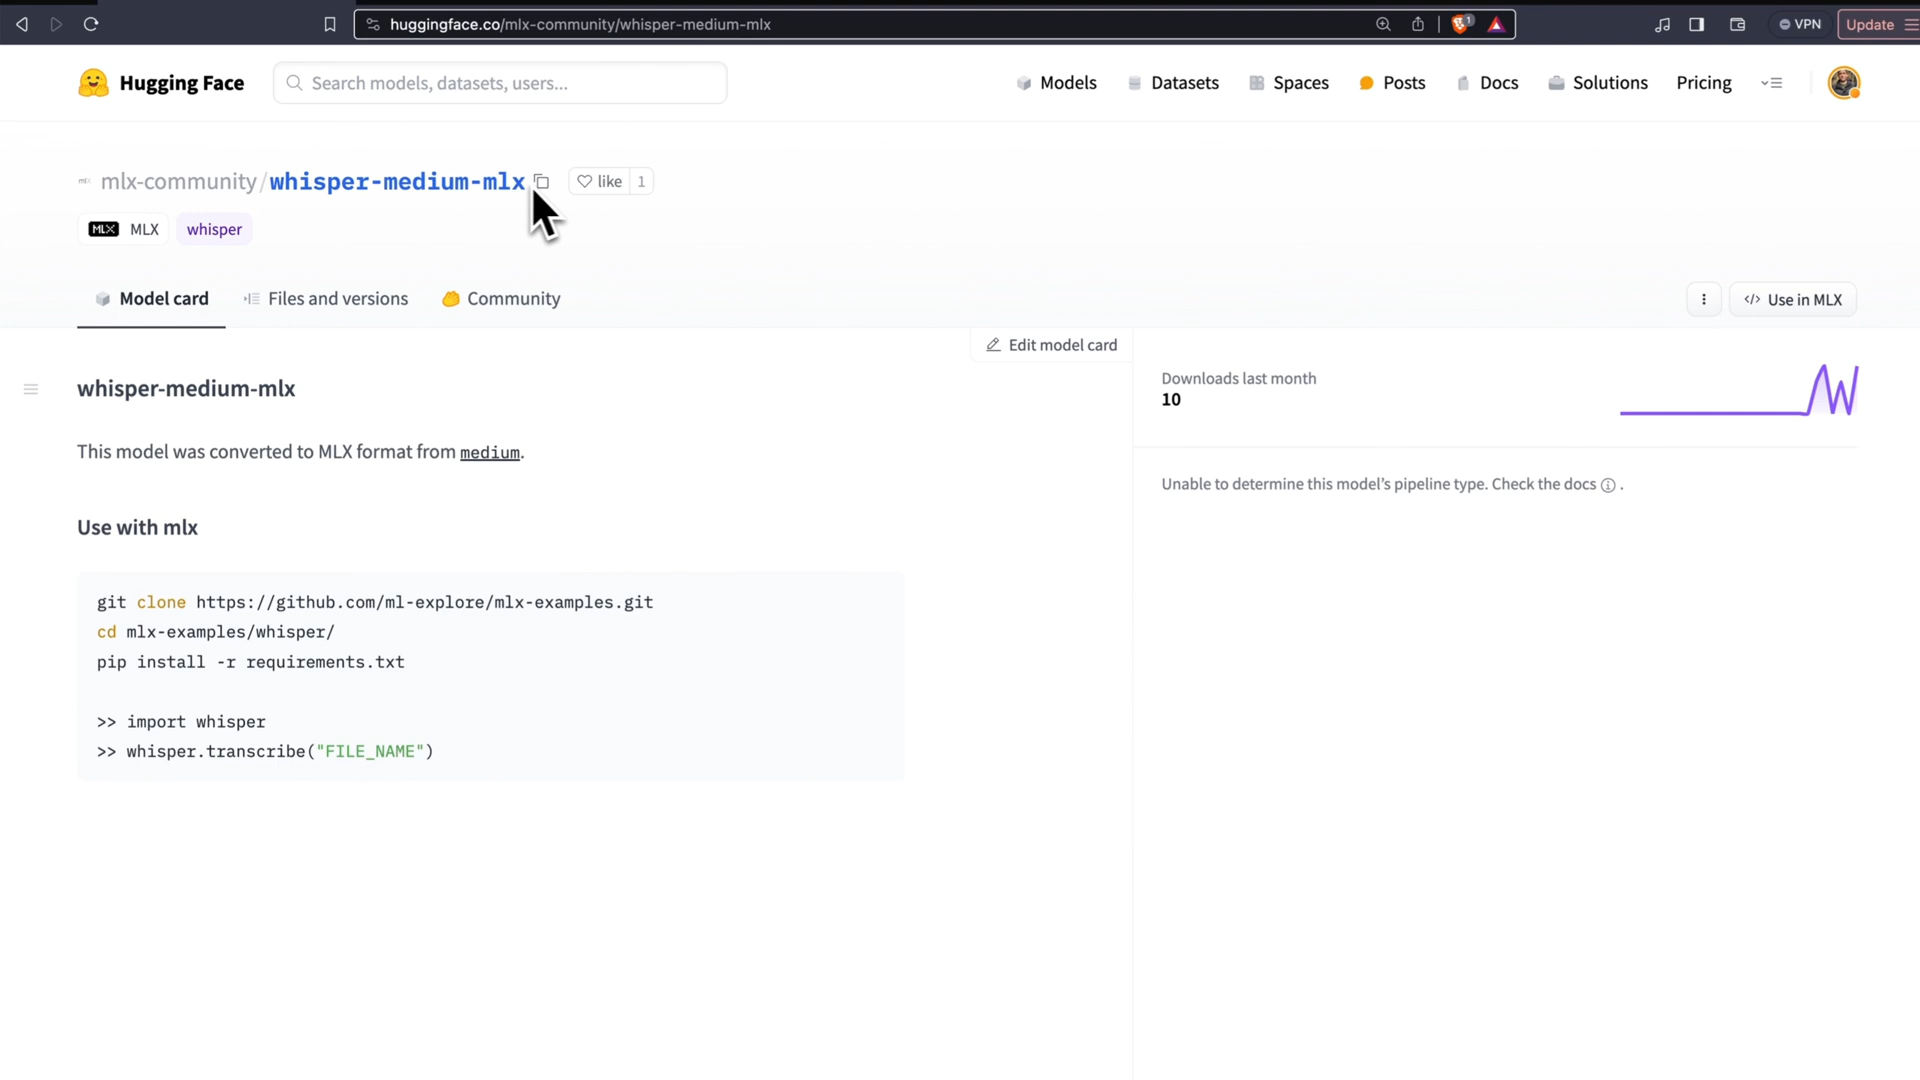 huggingface.co/mlx-community/whisper-medium-mlx
1
VPN
Update
Hugging Face
Search models, datasets, users...
Models
Datasets
Spaces
Posts
Docs
Solutions
Pricing
mlx-community/whisper-medium-mlx
like 1
MLX MLX
whisper
Model card
Files and versions
Community
</> Use in MLX
Edit model card
whisper-medium-mlx
This model was converted to MLX format from medium.
Use with mlx
git clone https://github.com/ml-explore/mlx-examples.git
cd mlx-examples/whisper/
pip install -r requirements.txt
>> import whisper
>> whisper.transcribe("FILE_NAME")
Downloads last month
10
Unable to determine this model's pipeline type. Check the docs ⓘ .